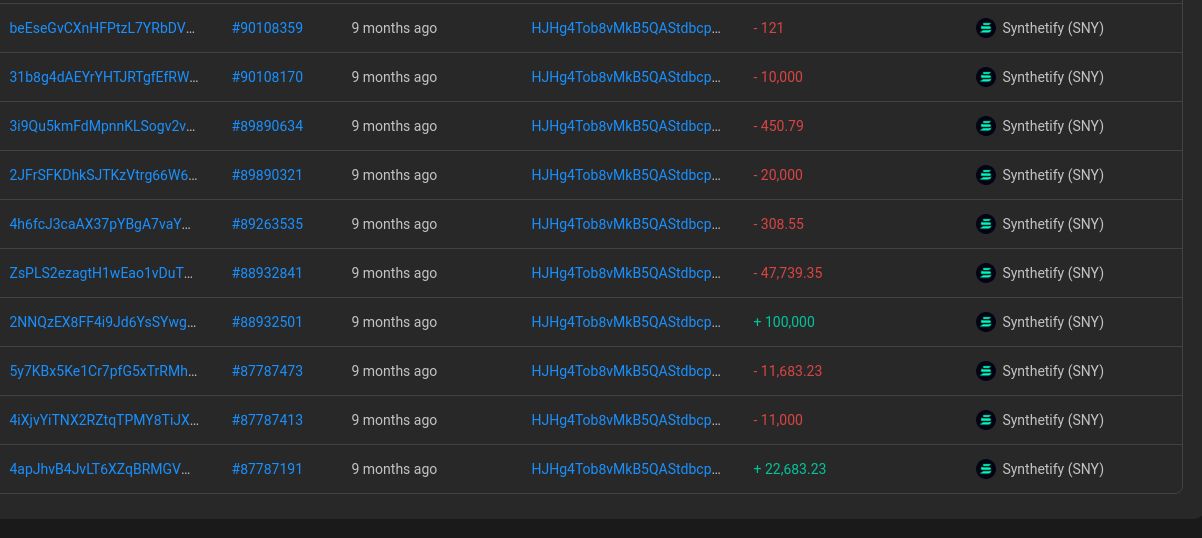 beEseGvCXnHFPtzL7YRbDV... #90108359 9 months ago HJHg4Tob8vMkB5QAStdbcp... - 121 Synthetify (SNY)
31b8g4dAEYrYHTJRTgfEfRW... #90108170 9 months ago HJHg4Tob8vMkB5QAStdbcp... - 10,000 Synthetify (SNY)
3i9Qu5kmFdMpnnKLSogv2v... #89890634 9 months ago HJHg4Tob8vMkB5QAStdbcp... - 450.79 Synthetify (SNY)
2JFrSFKDhkSJTKzVtrg66W6... #89890321 9 months ago HJHg4Tob8vMkB5QAStdbcp... - 20,000 Synthetify (SNY)
4h6fcJ3caAX37pYBgA7vaY... #89263535 9 months ago HJHg4Tob8vMkB5QAStdbcp... - 308.55 Synthetify (SNY)
ZsPLS2ezagtH1wEao1vDuT... #88932841 9 months ago HJHg4Tob8vMkB5QAStdbcp... - 47,739.35 Synthetify (SNY)
2NNQzEX8FF4i9Jd6YsSYwg... #88932501 9 months ago HJHg4Tob8vMkB5QAStdbcp... + 100,000 Synthetify (SNY)
5y7KBx5Ke1Cr7pfG5xTrRMh... #87787473 9 months ago HJHg4Tob8vMkB5QAStdbcp... - 11,683.23 Synthetify (SNY)
4iXjvYiTNX2RZtqTPMY8TiJX... #87787413 9 months ago HJHg4Tob8vMkB5QAStdbcp... - 11,000 Synthetify (SNY)
4apJhvB4JvLT6XZqBRMGV... #87787191 9 months ago HJHg4Tob8vMkB5QAStdbcp... + 22,683.23 Synthetify (SNY)